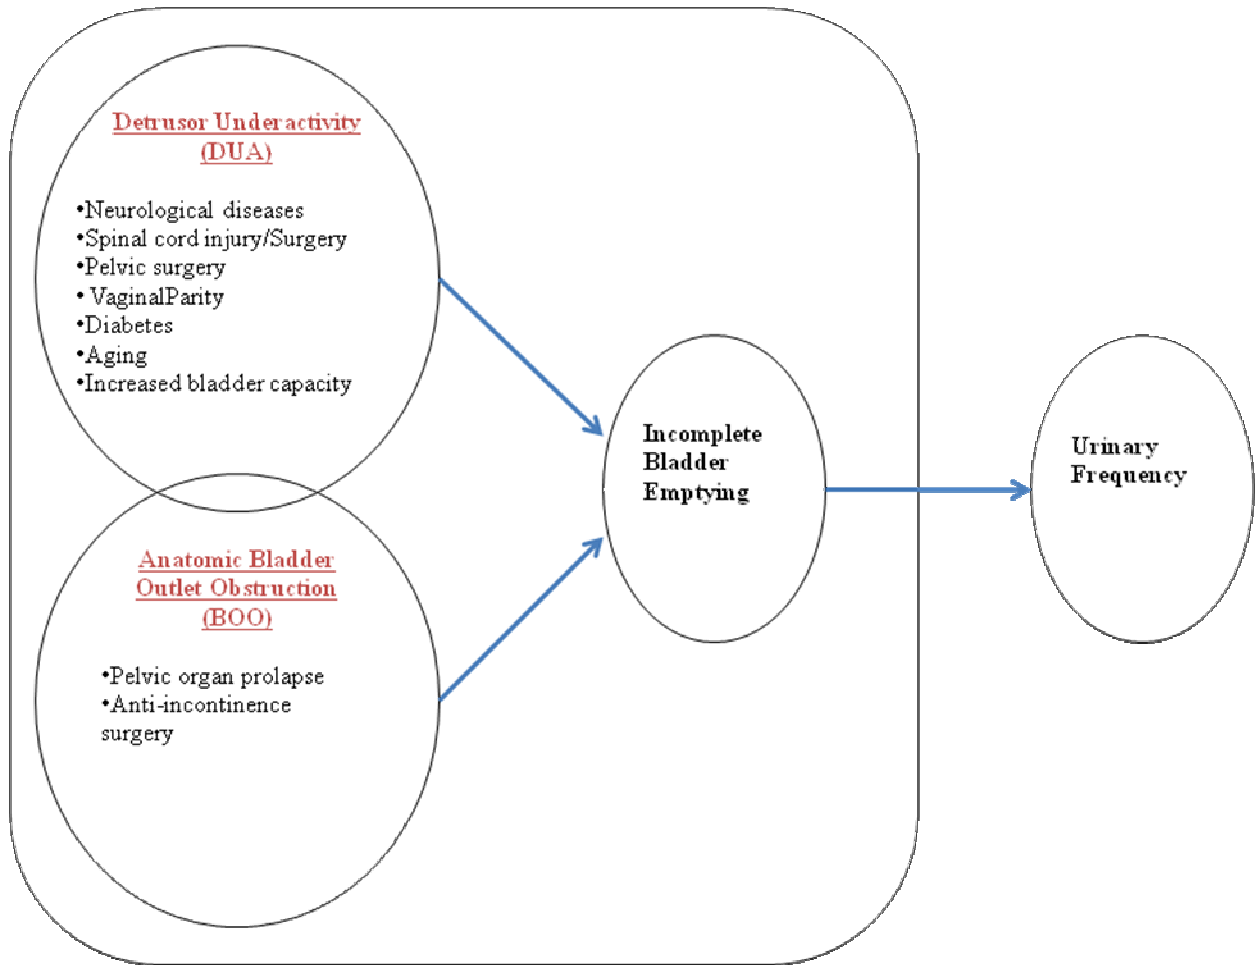 Detrusor Underactivity
(DUA)
•Neurological diseases
•Spinal cord injury/Surgery
•Pelvic surgery
• VaginalParity
•Diabetes
•Aging
•Increased bladder capacity
Anatomic Bladder
Outlet Obstruction
(BOO)
•Pelvic organ prolapse
•Anti-incontinence
surgery
Incomplete
Bladder
Emptying
Urinary
Frequency